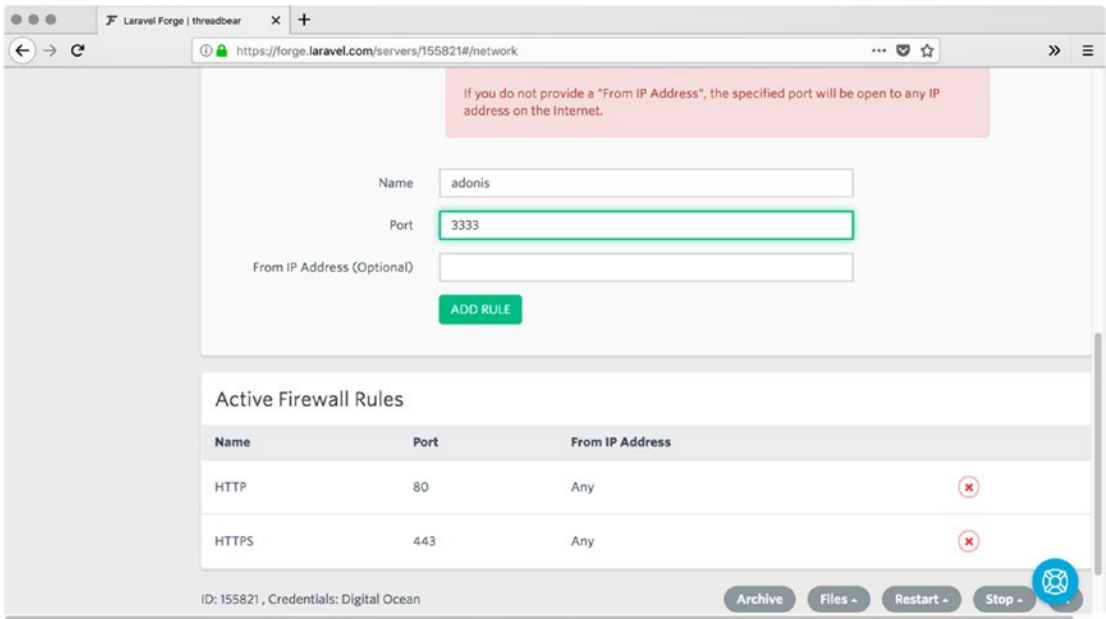 Laravel Forge | threadbear
https://forge.laravel.com/servers/155821#/network
If you do not provide a "From IP Address", the specified port will be open to any IP
address on the Internet.
Name adonis
Port 3333
From IP Address (Optional)
ADD RULE
Active Firewall Rules
Name Port From IP Address
HTTP 80 Any
HTTPS 443 Any
ID: 155821 , Credentials: Digital Ocean
Archive Files Restart Stop